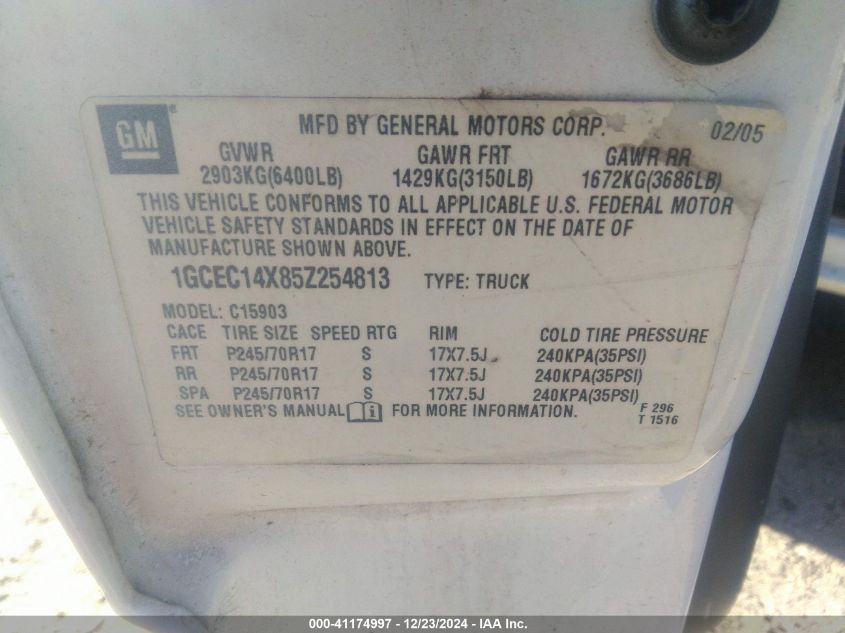 GM ®
MFD BY GENERAL MOTORS CORP. 02/05
GVWR GAWR FRT GAWR RR
2903KG(6400LB) 1429KG(3150LB) 1672KG(3686LB)
THIS VEHICLE CONFORMS TO ALL APPLICABLE U.S. FEDERAL MOTOR
VEHICLE SAFETY STANDARDS IN EFFECT ON THE DATE OF
MANUFACTURE SHOWN ABOVE.
1GCEC14X85Z254813 TYPE: TRUCK
MODEL: C15903
CACE TIRE SIZE SPEED RTG RIM COLD TIRE PRESSURE
FRT P245/70R17 S 17X7.5J 240KPA(35PSI)
RR P245/70R17 S 17X7.5J 240KPA(35PSI)
SPA P245/70R17 S 17X7.5J 240KPA(35PSI)
SEE OWNER'S MANUAL i FOR MORE INFORMATION. F 296
T 1516
000-41174997 - 12/23/2024 - IAA Inc.